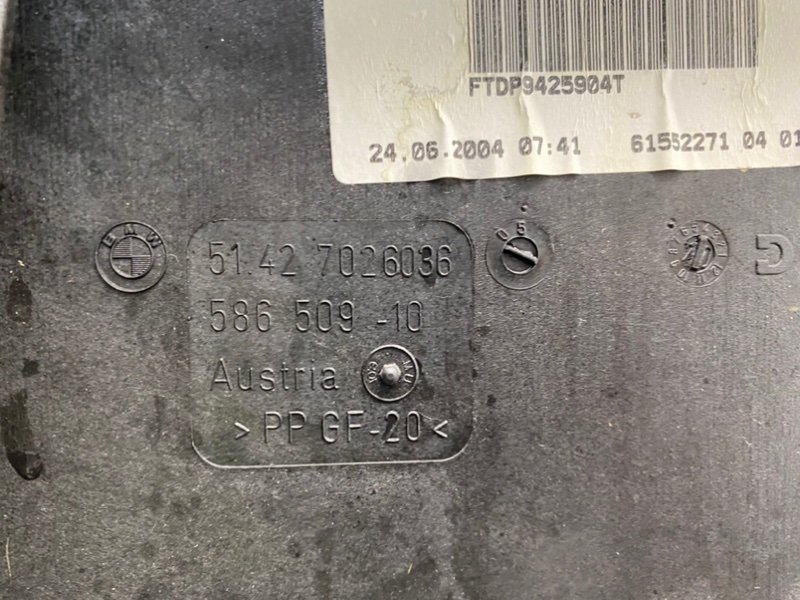 FTDP9425904T
24.06.2004 07:41 61552271 04 01
BMW
51.42 7026036
05
G
586 509 -10
Austria
>PP GF-20<